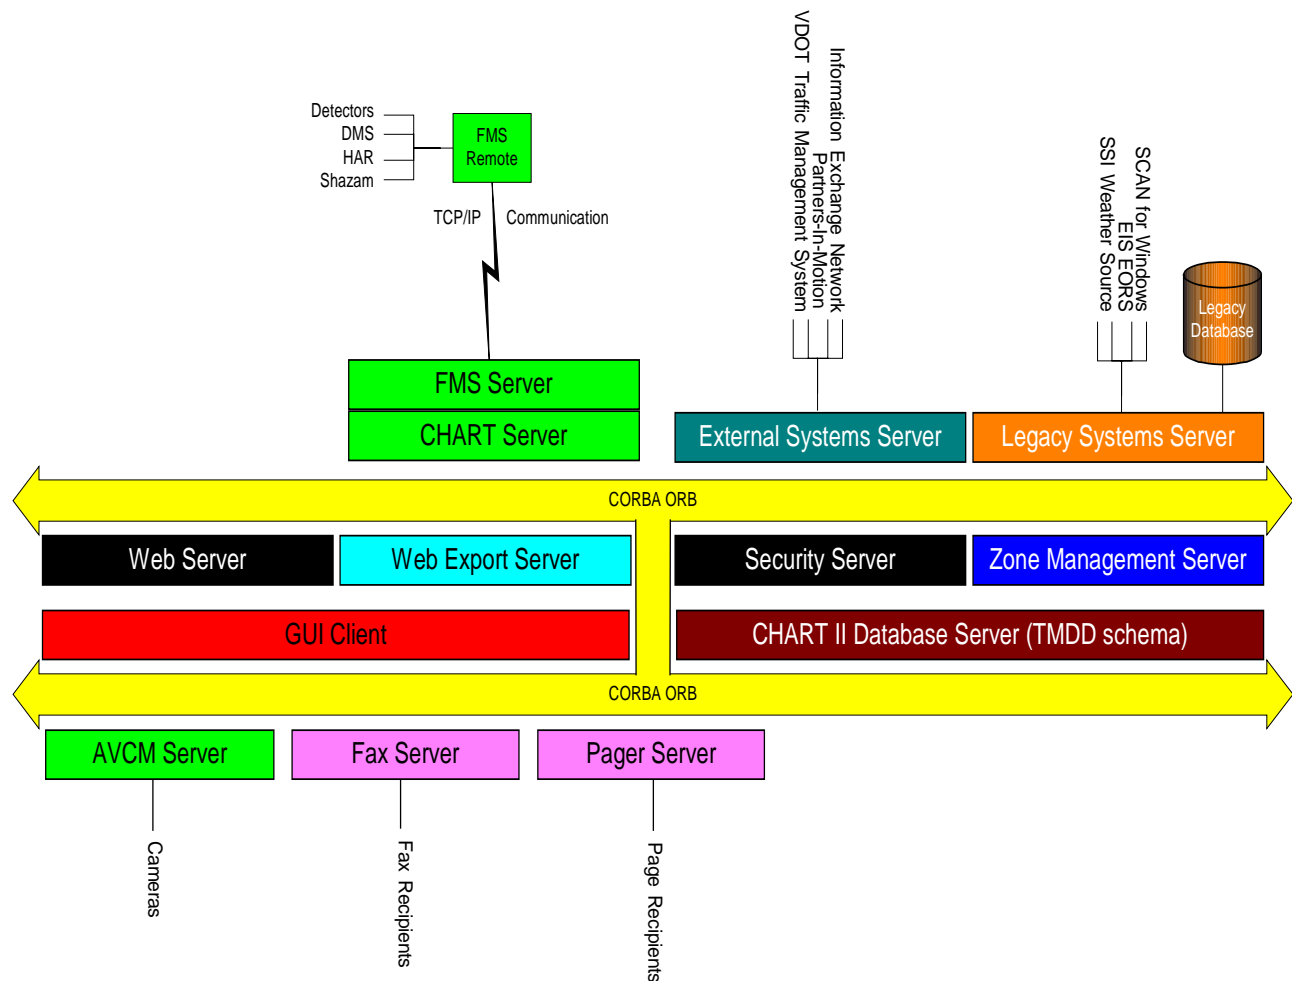 Detectors
DMS
HAR
Shazam
FMS
Remote
TCP/IP Communication
VDOT Traffic Management System
Partners-In-Motion
Information Exchange Network
SSI Weather Source
EIS EORS
SCAN for Windows
Legacy
Database
FMS Server
CHART Server
External Systems Server
Legacy Systems Server
CORBA ORB
Web Server
Web Export Server
Security Server
Zone Management Server
GUI Client
CHART II Database Server (TMDD schema)
CORBA ORB
AVCM Server
Fax Server
Pager Server
Cameras
Fax Recipients
Page Recipients